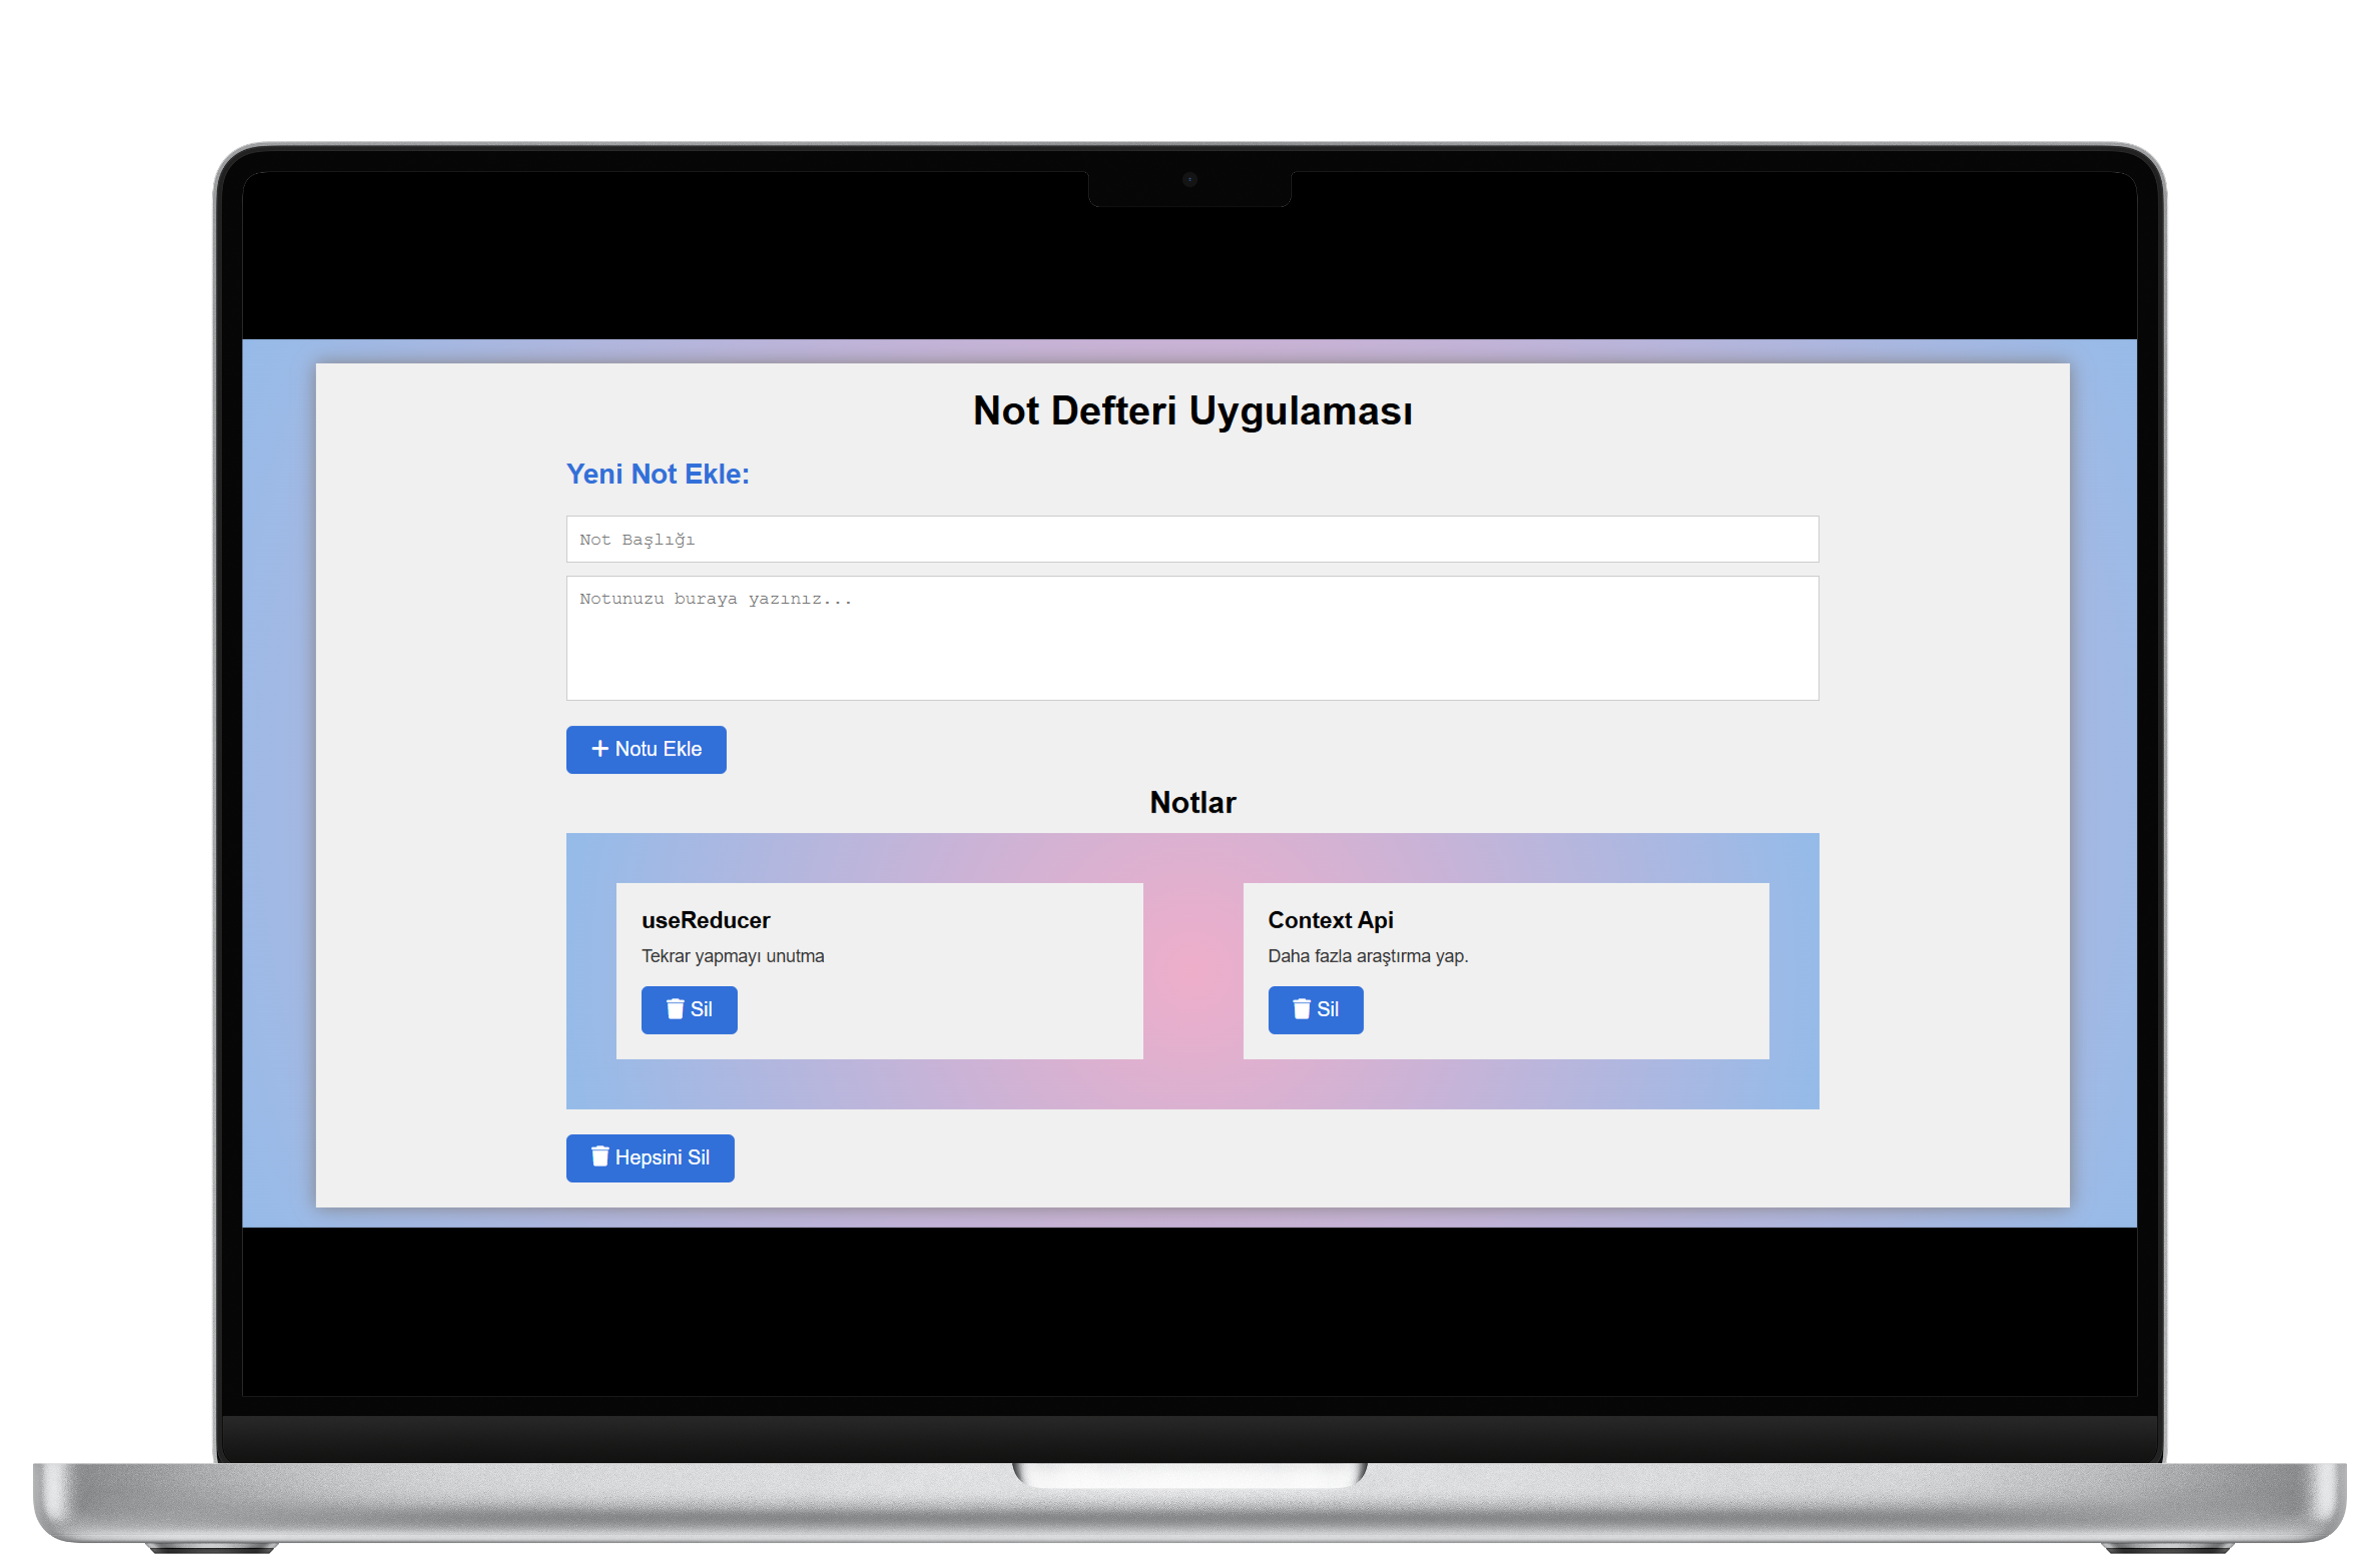 Not Defteri Uygulaması
Yeni Not Ekle:
Not Başlığı
Notunuzu buraya yazınız...
Notu Ekle
Notlar
useReducer
Tekrar yapmayı unutma
Sil
Context Api
Daha fazla araştırma yap.
Sil
Hepsini Sil